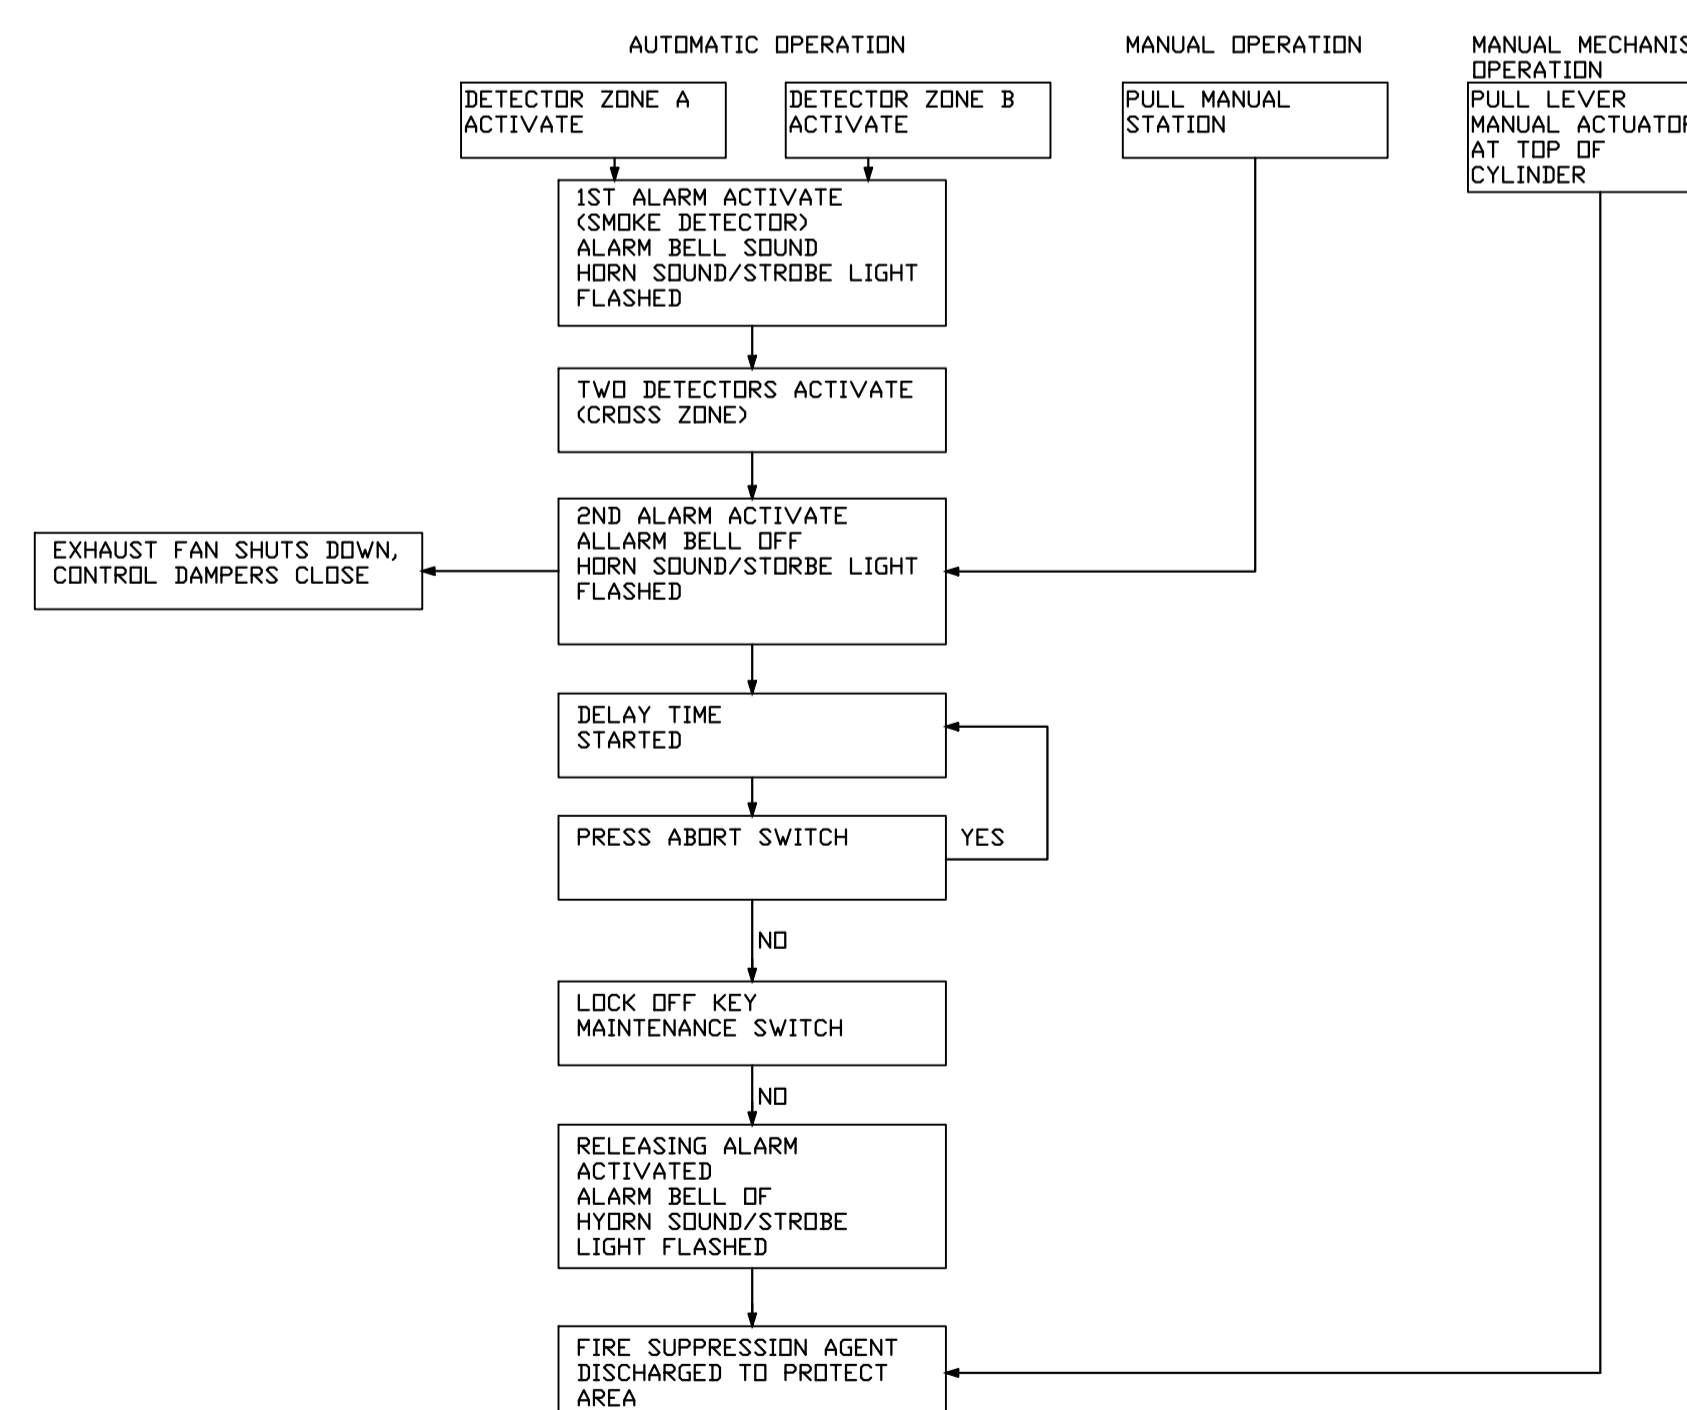 AUTOMATIC OPERATION
MANUAL OPERATION
MANUAL MECHANIS
OPERATION
DETECTOR ZONE A
ACTIVATE
DETECTOR ZONE B
ACTIVATE
PULL MANUAL
STATION
PULL LEVER
MANUAL ACTUATOR
AT TOP OF
CYLINDER
1ST ALARM ACTIVATE
(SMOKE DETECTOR)
ALARM BELL SOUND
HORN SOUND/STROBE LIGHT
FLASHED
TWO DETECTORS ACTIVATE
(CROSS ZONE)
2ND ALARM ACTIVATE
ALLARM BELL OFF
HORN SOUND/STORBE LIGHT
FLASHED
EXHAUST FAN SHUTS DOWN,
CONTROL DAMPERS CLOSE
DELAY TIME
STARTED
PRESS ABORT SWITCH
YES
NO
LOCK OFF KEY
MAINTENANCE SWITCH
NO
RELEASING ALARM
ACTIVATED
ALARM BELL OF
HYORN SOUND/STROBE
LIGHT FLASHED
FIRE SUPPRESSION AGENT
DISCHARGED TO PROTECT
AREA